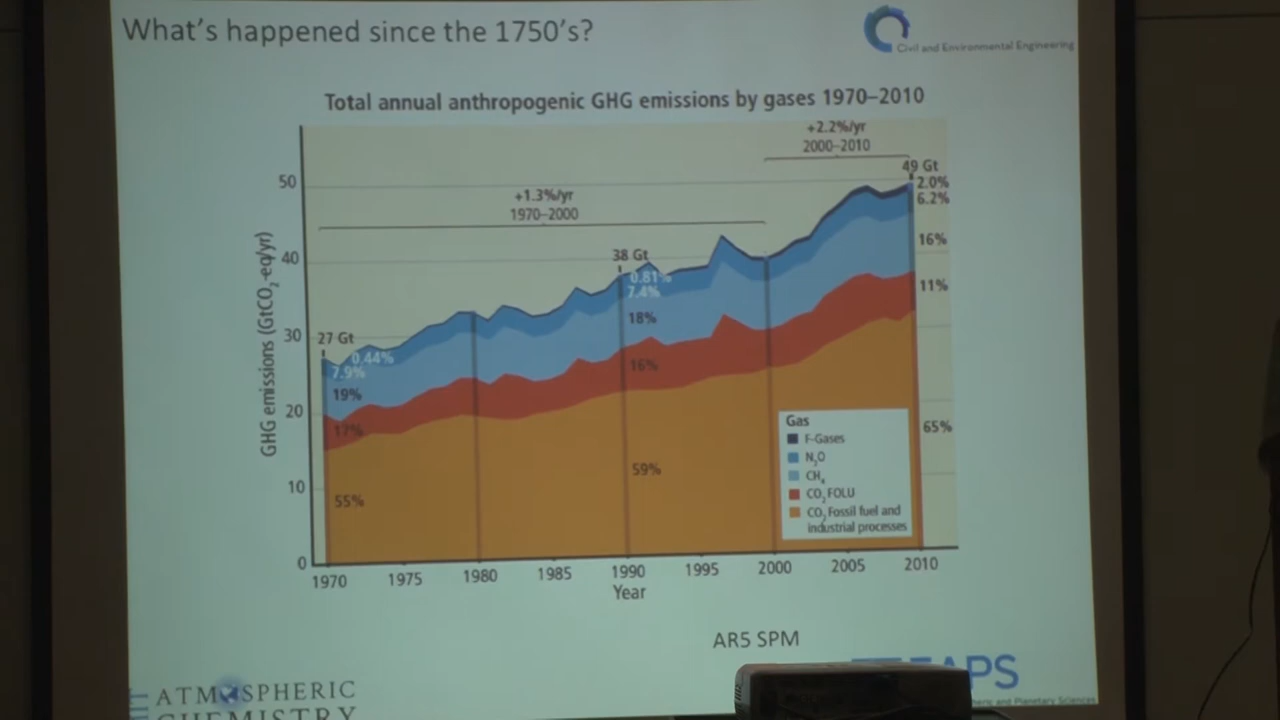 What's happened since the 1750's?
Civil and Environmental Engineering
Total annual anthropogenic GHG emissions by gases 1970–2010
+2.2%/yr
2000–2010
49 Gt
2.0%
6.2%
16%
11%
65%
+1.3%/yr
1970–2000
38 Gt
0.81%
7.4%
18%
16%
59%
27 Gt
0.44%
7.9%
19%
17%
55%
GHG emissions (GtCO₂-eq/yr)
50
40
30
20
10
0
Gas
F-Gases
N₂O
CH₄
CO₂ FOLU
CO₂ Fossil fuel and
industrial processes
1970 1975 1980 1985 1990 1995 2000 2005 2010
Year
AR5 SPM
ATMOSPHERIC
CHEMISTRY
EAPS
and Planetary Sciences